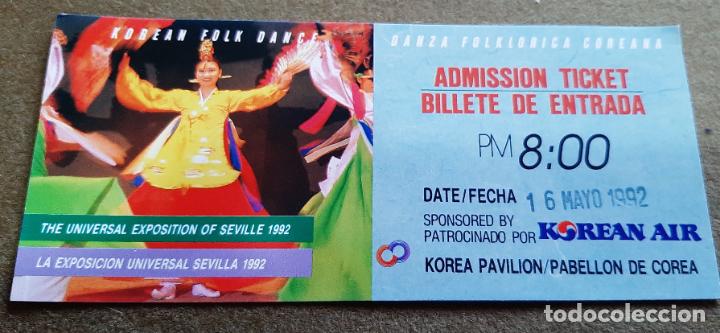 KOREAN FOLK DANCE
DANZA FOLKLORICA COREANA
ADMISSION TICKET
BILLETE DE ENTRADA
PM 8:00
DATE/FECHA 16 MAYO 1992
SPONSORED BY
PATROCINADO POR KOREAN AIR
KOREA PAVILION/PABELLON DE COREA
THE UNIVERSAL EXPOSITION OF SEVILLE 1992
LA EXPOSICION UNIVERSAL SEVILLA 1992
todocoleccion